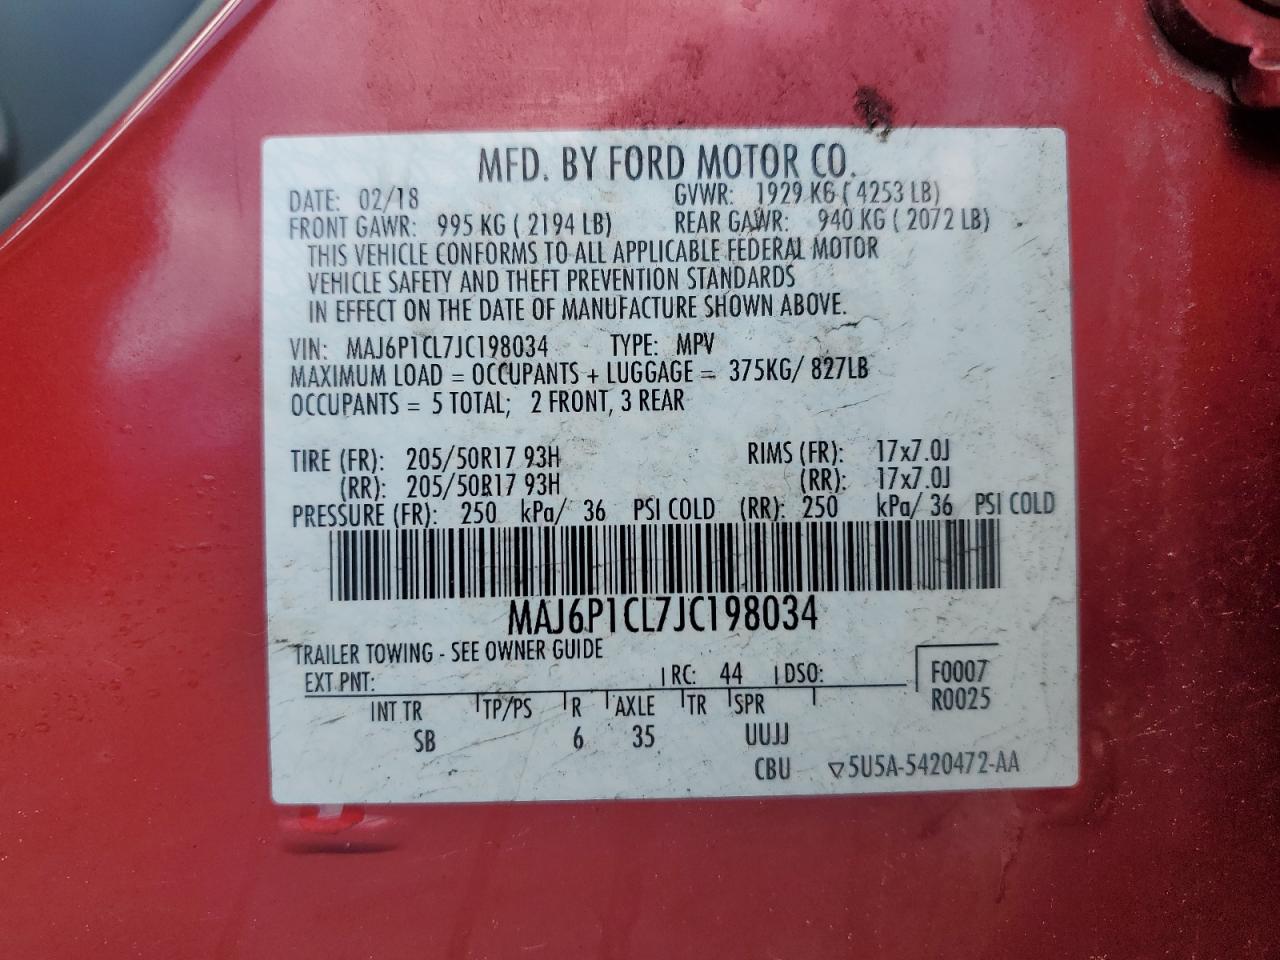 MFD. BY FORD MOTOR CO.
DATE: 02/18 GVWR: 1929 KG ( 4253 LB)
FRONT GAWR: 995 KG ( 2194 LB) REAR GAWR: 940 KG ( 2072 LB)
THIS VEHICLE CONFORMS TO ALL APPLICABLE FEDERAL MOTOR
VEHICLE SAFETY AND THEFT PREVENTION STANDARDS
IN EFFECT ON THE DATE OF MANUFACTURE SHOWN ABOVE.
VIN: MAJ6P1CL7JC198034 TYPE: MPV
MAXIMUM LOAD = OCCUPANTS + LUGGAGE = 375KG/ 827LB
OCCUPANTS = 5 TOTAL; 2 FRONT, 3 REAR
TIRE (FR): 205/50R17 93H RIMS (FR): 17x7.0J
(RR): 205/50R17 93H (RR): 17x7.0J
PRESSURE (FR): 250 kPa/ 36 PSI COLD (RR): 250 kPa/ 36 PSI COLD
MAJ6P1CL7JC198034
TRAILER TOWING - SEE OWNER GUIDE
EXT PNT: RC: 44 DSO: F0007
R0025
INT TR TP/PS R AXLE TR SPR
SB 6 35 UUJJ
CBU ▽5U5A-5420472-AA